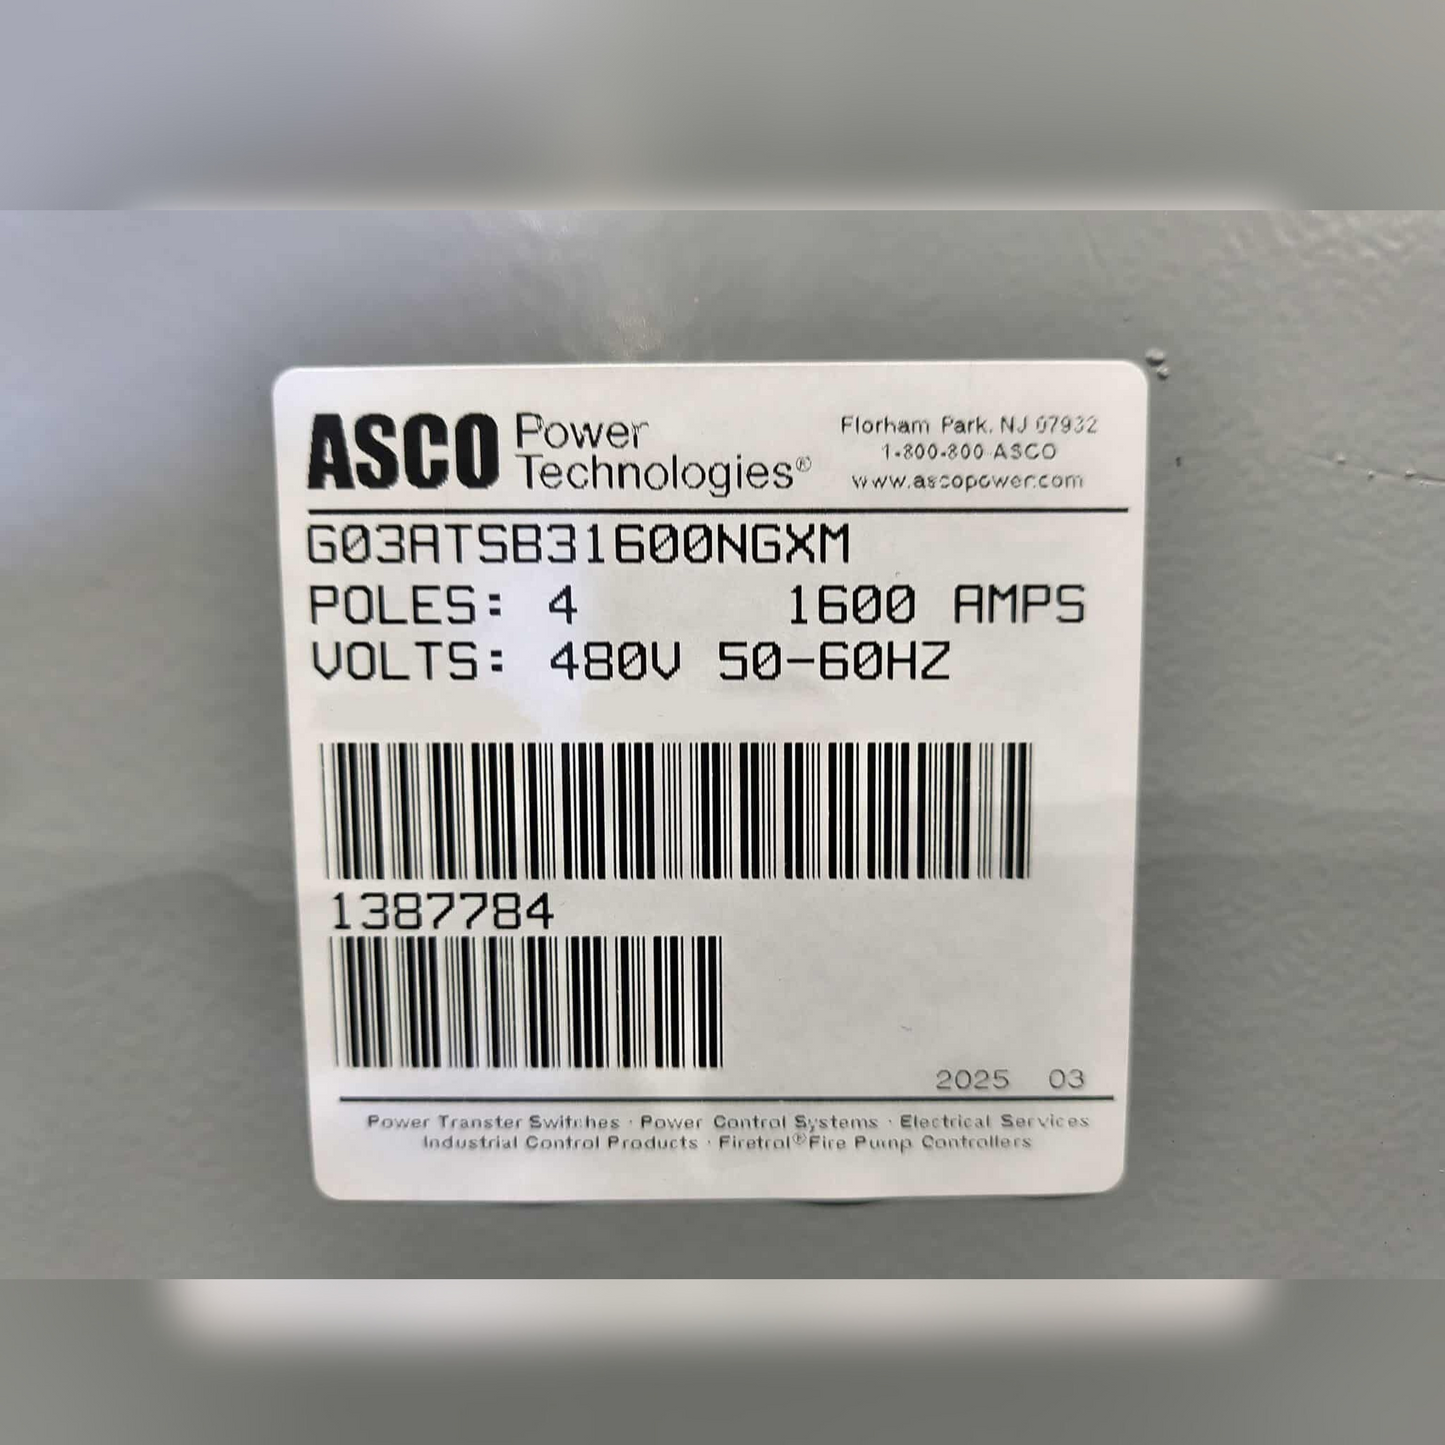 ASCO Power Technologies®
Florham Park, NJ 07932
1-800-800 ASCO
www.ascopower.com
G03ATSB31600NGXM
POLES: 4 1600 AMPS
VOLTS: 480V 50-60HZ
1387784
2025 03
Power Transfer Switches · Power Control Systems · Electrical Services
Industrial Control Products · Firetrol® Fire Pump Controllers